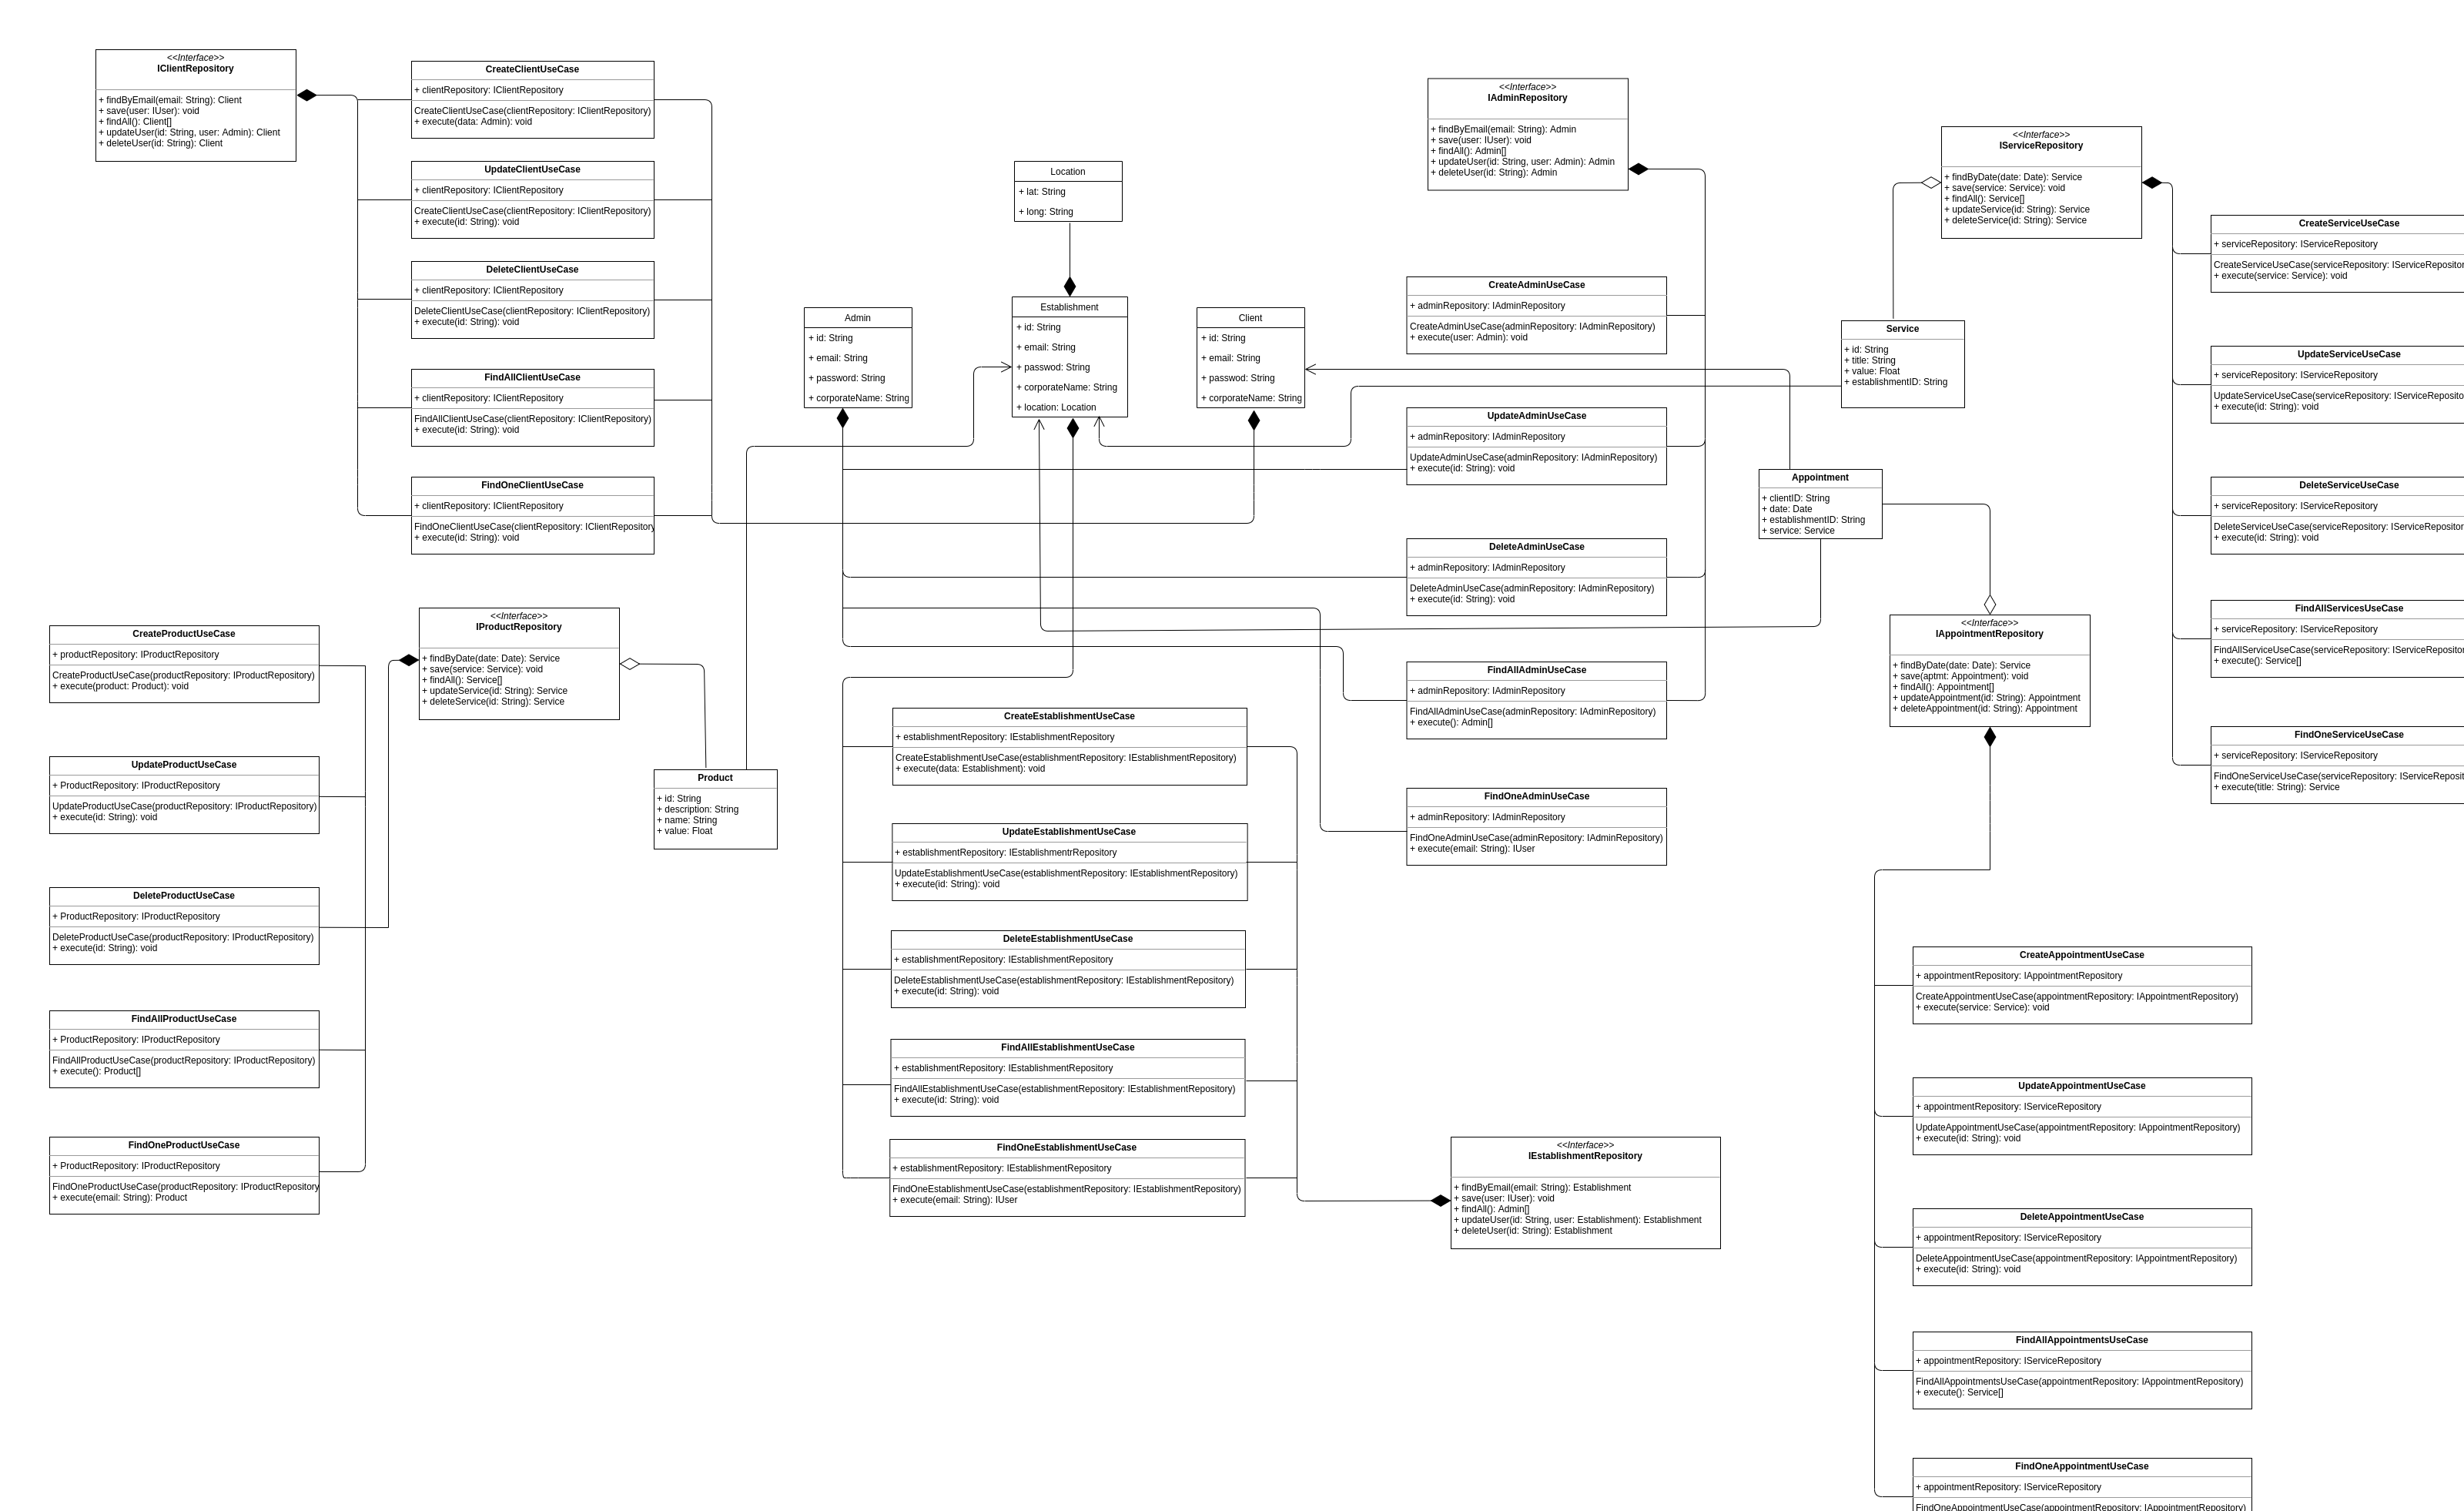 <<Interface>>
IClientRepository
+ findByEmail(email: String): Client
+ save(user: IUser): void
+ findAll(): Client[]
+ updateUser(id: String, user: Admin): Client
+ deleteUser(id: String): Client
CreateClientUseCase
+ clientRepository: IClientRepository
CreateClientUseCase(clientRepository: IClientRepository)
+ execute(data: Admin): void
UpdateClientUseCase
+ clientRepository: IClientRepository
CreateClientUseCase(clientRepository: IClientRepository)
+ execute(id: String): void
DeleteClientUseCase
+ clientRepository: IClientRepository
DeleteClientUseCase(clientRepository: IClientRepository)
+ execute(id: String): void
FindAllClientUseCase
+ clientRepository: IClientRepository
FindAllClientUseCase(clientRepository: IClientRepository)
+ execute(id: String): void
FindOneClientUseCase
+ clientRepository: IClientRepository
FindOneClientUseCase(clientRepository: IClientRepository
+ execute(id: String): void
Location
+ lat: String
+ long: String
Admin
+ id: String
+ email: String
+ password: String
+ corporateName: String
Establishment
+ id: String
+ email: String
+ passwod: String
+ corporateName: String
+ location: Location
Client
+ id: String
+ email: String
+ passwod: String
+ corporateName: String
<<Interface>>
IAdminRepository
+ findByEmail(email: String): Admin
+ save(user: IUser): void
+ findAll(): Admin[]
+ updateUser(id: String, user: Admin): Admin
+ deleteUser(id: String): Admin
CreateAdminUseCase
+ adminRepository: IAdminRepository
CreateAdminUseCase(adminRepository: IAdminRepository)
+ execute(user: Admin): void
UpdateAdminUseCase
+ adminRepository: IAdminRepository
UpdateAdminUseCase(adminRepository: IAdminRepository)
+ execute(id: String): void
DeleteAdminUseCase
+ adminRepository: IAdminRepository
DeleteAdminUseCase(adminRepository: IAdminRepository)
+ execute(id: String): void
FindAllAdminUseCase
+ adminRepository: IAdminRepository
FindAllAdminUseCase(adminRepository: IAdminRepository)
+ execute(): Admin[]
FindOneAdminUseCase
+ adminRepository: IAdminRepository
FindOneAdminUseCase(adminRepository: IAdminRepository)
+ execute(email: String): IUser
<<Interface>>
IServiceRepository
+ findByDate(date: Date): Service
+ save(service: Service): void
+ findAll(): Service[]
+ updateService(id: String): Service
+ deleteService(id: String): Service
Service
+ id: String
+ title: String
+ value: Float
+ establishmentID: String
Appointment
+ clientID: String
+ date: Date
+ establishmentID: String
+ service: Service
<<Interface>>
IAppointmentRepository
+ findByDate(date: Date): Service
+ save(aptmt: Appointment): void
+ findAll(): Appointment[]
+ updateAppointment(id: String): Appointment
+ deleteAppointment(id: String): Appointment
CreateServiceUseCase
+ serviceRepository: IServiceRepository
CreateServiceUseCase(serviceRepository: IServiceRepositor
+ execute(service: Service): void
UpdateServiceUseCase
+ serviceRepository: IServiceRepository
UpdateServiceUseCase(serviceRepository: IServiceReposito
+ execute(id: String): void
DeleteServiceUseCase
+ serviceRepository: IServiceRepository
DeleteServiceUseCase(serviceRepository: IServiceRepositor
+ execute(id: String): void
FindAllServicesUseCase
+ serviceRepository: IServiceRepository
FindAllServiceUseCase(serviceRepository: IServiceRepositor
+ execute(): Service[]
FindOneServiceUseCase
+ serviceRepository: IServiceRepository
FindOneServiceUseCase(serviceRepository: IServiceReposit
+ execute(title: String): Service
CreateProductUseCase
+ productRepository: IProductRepository
CreateProductUseCase(productRepository: IProductRepository)
+ execute(product: Product): void
UpdateProductUseCase
+ ProductRepository: IProductRepository
UpdateProductUseCase(productRepository: IProductRepository)
+ execute(id: String): void
DeleteProductUseCase
+ ProductRepository: IProductRepository
DeleteProductUseCase(productRepository: IProductRepository)
+ execute(id: String): void
FindAllProductUseCase
+ ProductRepository: IProductRepository
FindAllProductUseCase(productRepository: IProductRepository)
+ execute(): Product[]
FindOneProductUseCase
+ ProductRepository: IProductRepository
FindOneProductUseCase(productRepository: IProductRepository
+ execute(email: String): Product
<<Interface>>
IProductRepository
+ findByDate(date: Date): Service
+ save(service: Service): void
+ findAll(): Service[]
+ updateService(id: String): Service
+ deleteService(id: String): Service
Product
+ id: String
+ description: String
+ name: String
+ value: Float
CreateEstablishmentUseCase
+ establishmentRepository: IEstablishmentRepository
CreateEstablishmentUseCase(establishmentRepository: IEstablishmentRepository)
+ execute(data: Establishment): void
UpdateEstablishmentUseCase
+ establishmentRepository: IEstablishmentrRepository
UpdateEstablishmentUseCase(establishmentRepository: IEstablishmentRepository)
+ execute(id: String): void
DeleteEstablishmentUseCase
+ establishmentRepository: IEstablishmentRepository
DeleteEstablishmentUseCase(establishmentRepository: IEstablishmentRepository)
+ execute(id: String): void
FindAllEstablishmentUseCase
+ establishmentRepository: IEstablishmentRepository
FindAllEstablishmentUseCase(establishmentRepository: IEstablishmentRepository)
+ execute(id: String): void
FindOneEstablishmentUseCase
+ establishmentRepository: IEstablishmentRepository
FindOneEstablishmentUseCase(establishmentRepository: IEstablishmentRepository)
+ execute(email: String): IUser
<<Interface>>
IEstablishmentRepository
+ findByEmail(email: String): Establishment
+ save(user: IUser): void
+ findAll(): Admin[]
+ updateUser(id: String, user: Establishment): Establishment
+ deleteUser(id: String): Establishment
CreateAppointmentUseCase
+ appointmentRepository: IAppointmentRepository
CreateAppointmentUseCase(appointmentRepository: IAppointmentRepository)
+ execute(service: Service): void
UpdateAppointmentUseCase
+ appointmentRepository: IServiceRepository
UpdateAppointmentUseCase(appointmentRepository: IAppointmentRepository)
+ execute(id: String): void
DeleteAppointmentUseCase
+ appointmentRepository: IServiceRepository
DeleteAppointmentUseCase(appointmentRepository: IAppointmentRepository)
+ execute(id: String): void
FindAllAppointmentsUseCase
+ appointmentRepository: IServiceRepository
FindAllAppointmentsUseCase(appointmentRepository: IAppointmentRepository)
+ execute(): Service[]
FindOneAppointmentUseCase
+ appointmentRepository: IServiceRepository
FindOneAppointmentUseCase(appointmentRepository: IAppointmentRepository)